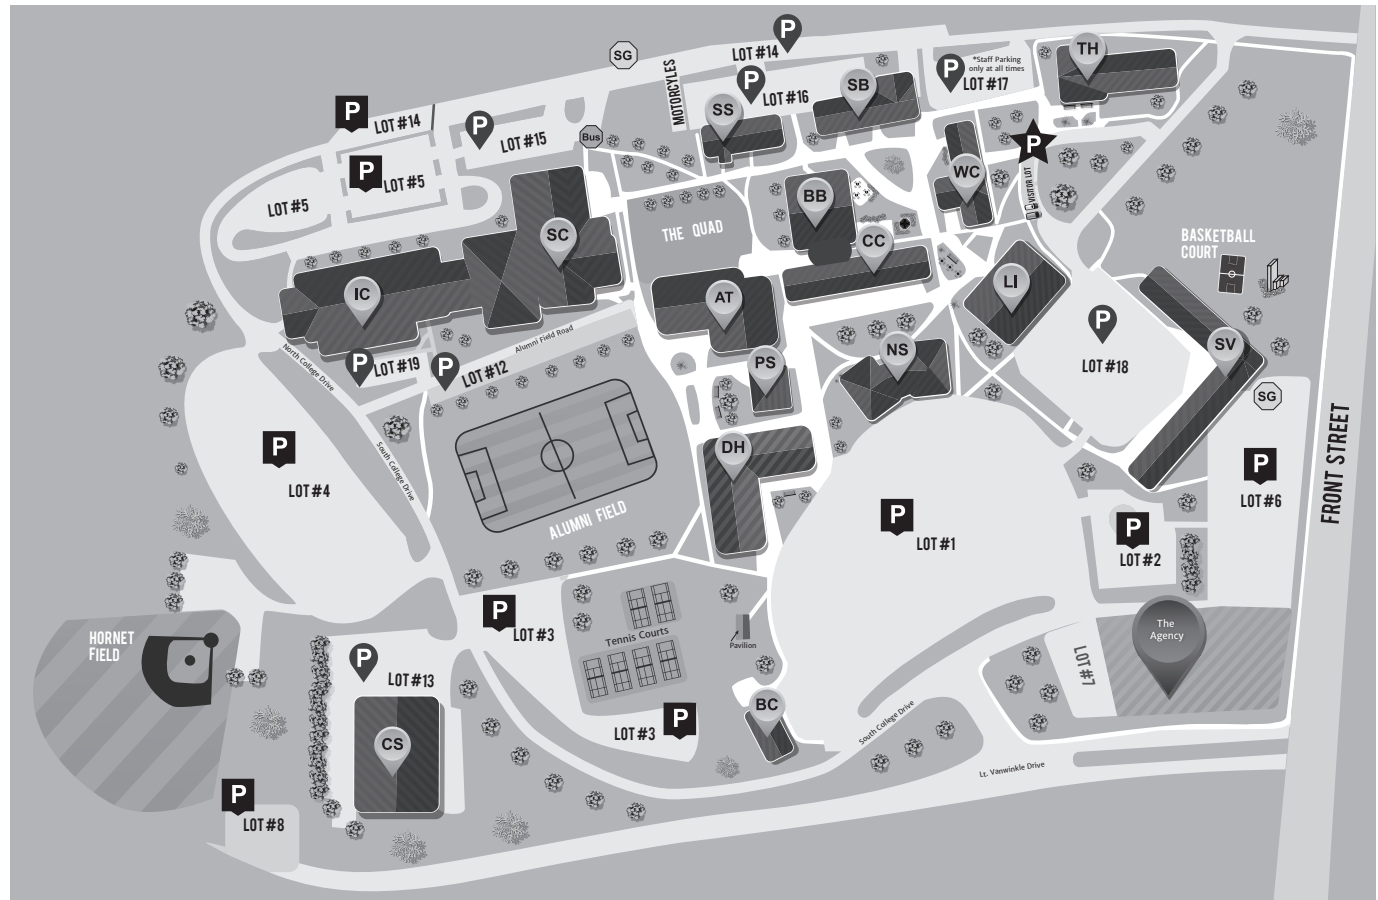 TH
P
LOT #14
SG
MOTORCYLES
P
LOT #16
SB
SS
P
*Staff Parking
only at all times
LOT #17
P
LOT #14
P
LOT #15
Bus
P
VISITOR LOT
P
LOT #5
LOT #5
WC
BB
SC
THE QUAD
CC
BASKETBALL
COURT
IC
AT
LI
P
LOT #18
SV
SG
Alumni Field Road
North College Drive
P
LOT #19
P
LOT #12
PS
NS
FRONT STREET
P
LOT #4
South College Drive
DH
P
LOT #6
ALUMNI FIELD
P
LOT #1
P
LOT #2
HORNET
FIELD
P
LOT #3
Tennis Courts
Pavilion
The
Agency
LOT #7
P
LOT #13
BC
P
LOT #3
South College Drive
CS
Lt. Vanwinkle Drive
P
LOT #8